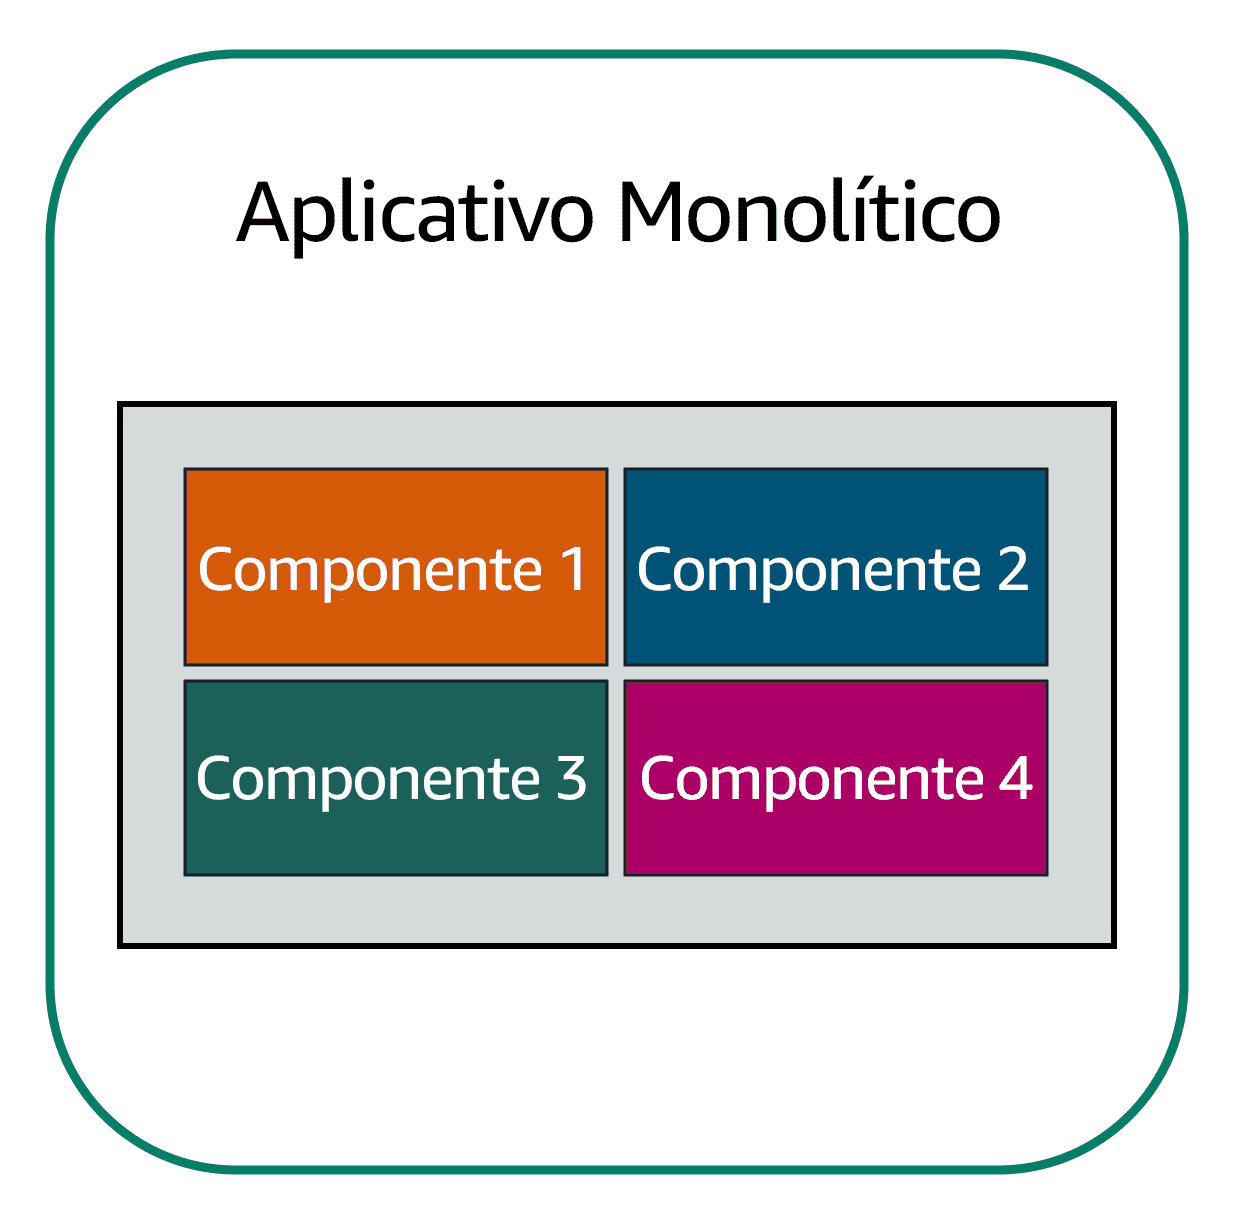 Aplicativo Monolítico
Componente 1
Componente 2
Componente 3
Componente 4